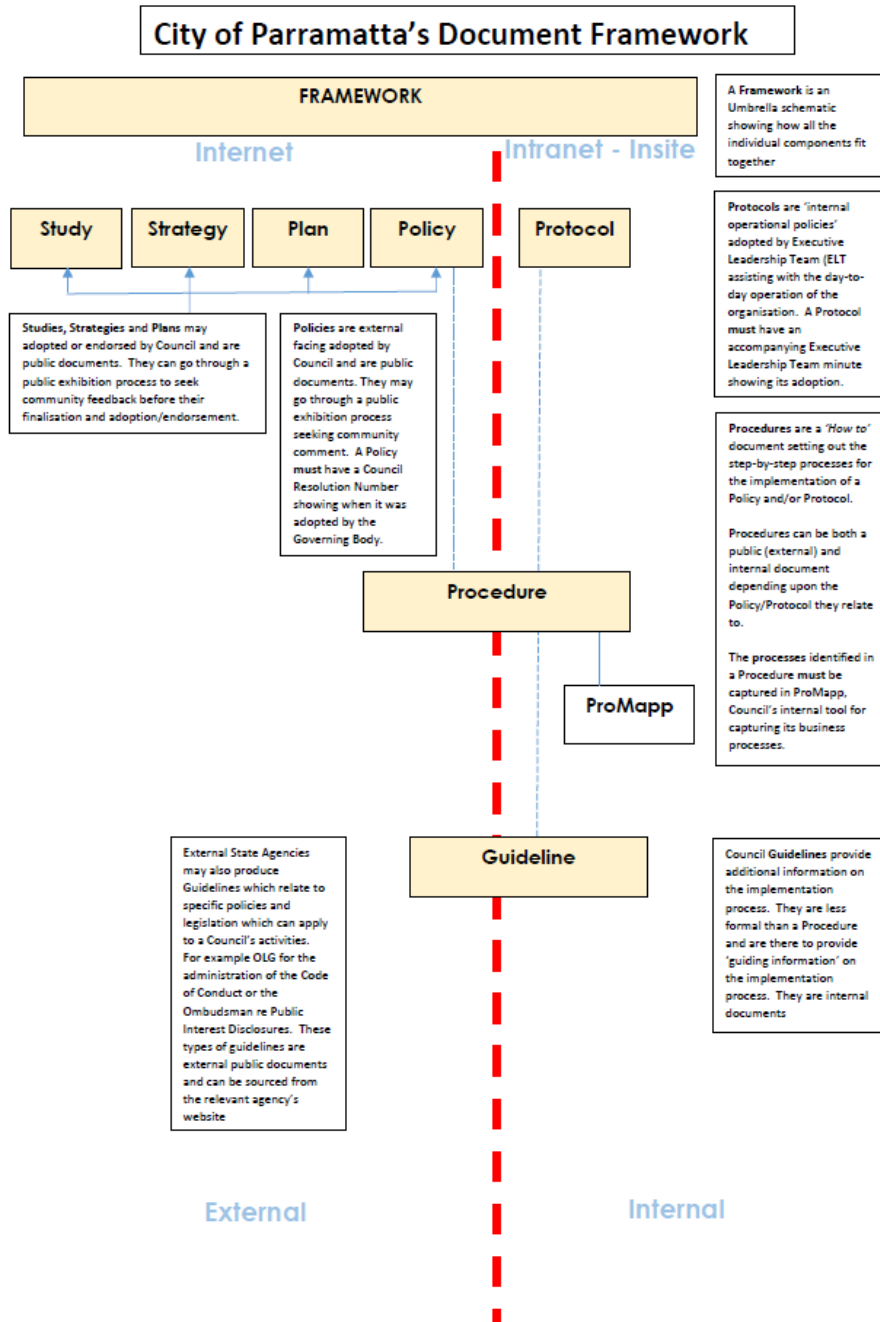 City of Parramatta's Document Framework
FRAMEWORK
Internet
Intranet - Insite
A Framework is an
Umbrella schematic
showing how all the
individual components fit
together
Study
Strategy
Plan
Policy
Protocol
Protocols are 'internal
operational policies'
adopted by Executive
Leadership Team (ELT
assisting with the day-to-
day operation of the
organisation. A Protocol
must have an
accompanying Executive
Leadership Team minute
showing its adoption.
Studies, Strategies and Plans may
adopted or endorsed by Council and are
public documents. They can go through a
public exhibition process to seek
community feedback before their
finalisation and adoption/endorsement.
Policies are external
facing adopted by
Council and are public
documents. They may
go through a public
exhibition process
seeking community
comment. A Policy
must have a Council
Resolution Number
showing when it was
adopted by the
Governing Body.
Procedures are a 'How to'
document setting out the
step-by-step processes for
the implementation of a
Policy and/or Protocol.
Procedures can be both a
public (external) and
internal document
depending upon the
Policy/Protocol they relate
to.
The processes identified in
a Procedure must be
captured in ProMapp,
Council's internal tool for
capturing its business
processes.
Procedure
ProMapp
Guideline
External State Agencies
may also produce
Guidelines which relate to
specific policies and
legislation which can apply
to a Council's activities.
For example OLG for the
administration of the Code
of Conduct or the
Ombudsman re Public
Interest Disclosures. These
types of guidelines are
external public documents
and can be sourced from
the relevant agency's
website
Council Guidelines provide
additional information on
the implementation
process. They are less
formal than a Procedure
and are there to provide
'guiding information' on
the implementation
process. They are internal
documents
External
Internal